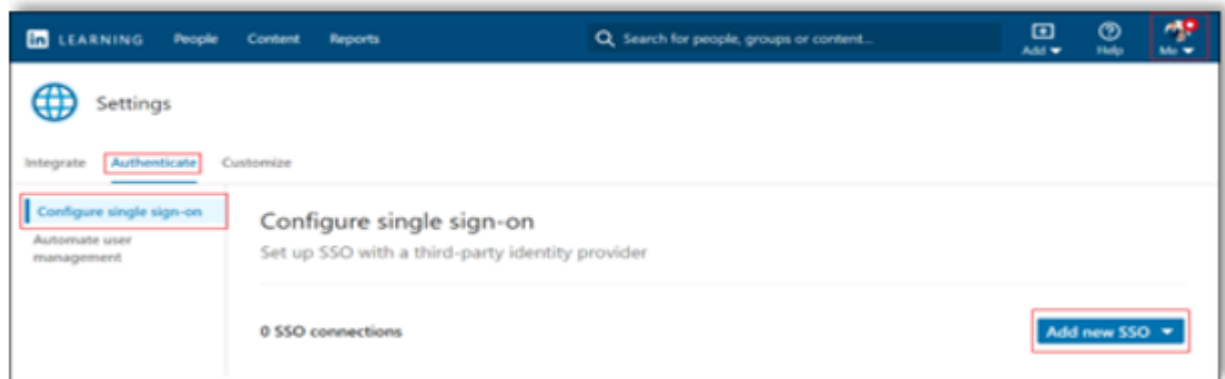 in LEARNING People Content Reports Search for people, groups or content... Add Help Me
Settings
Integrate Authenticate Customize
Configure single sign-on
Automate user
management
Configure single sign-on
Set up SSO with a third-party identity provider
0 SSO connections
Add new SSO